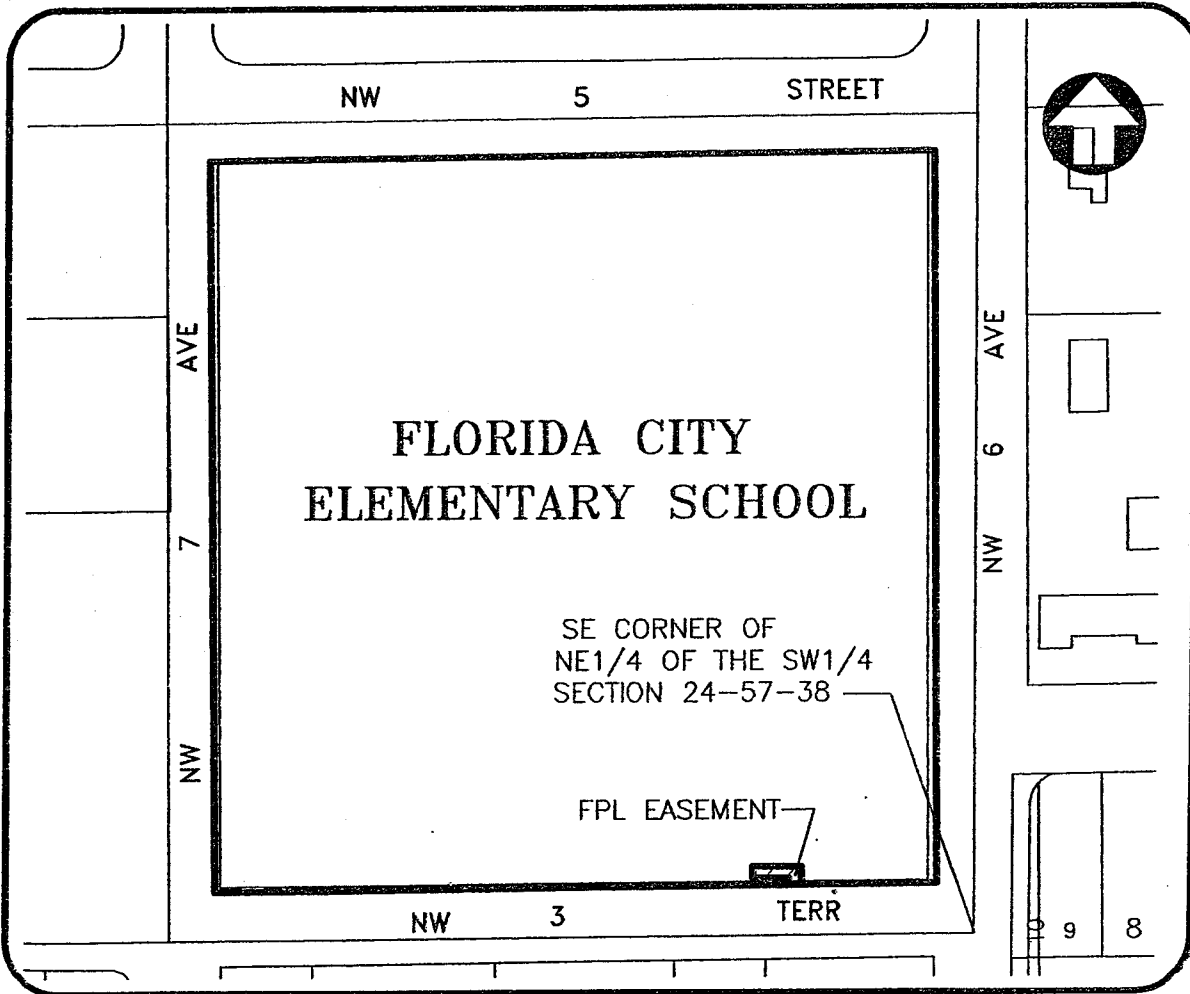 NW 5 STREET
NW 7 AVE
NW 6 AVE
FLORIDA CITY
ELEMENTARY SCHOOL
SE CORNER OF
NE1/4 OF THE SW1/4
SECTION 24-57-38
FPL EASEMENT
NW 3 TERR
9 8